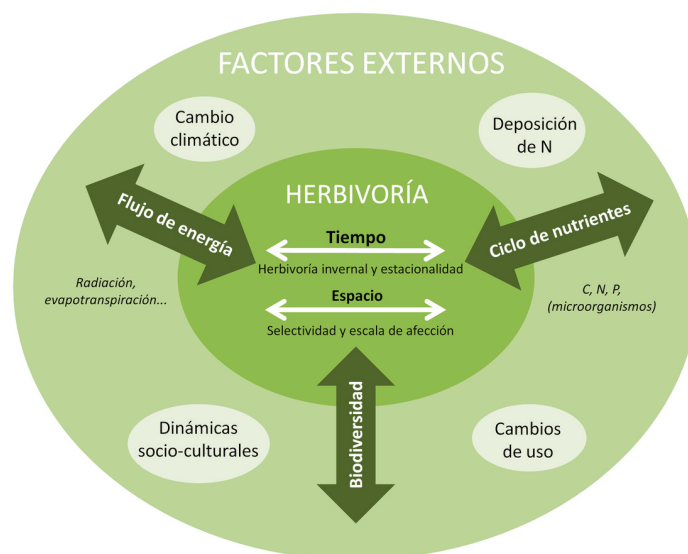 FACTORES EXTERNOS
Cambio
climático
Deposición
de N
HERBIVORÍA
Flujo de energía
Ciclo de nutrientes
Tiempo
Herbivoría invernal y estacionalidad
Espacio
Selectividad y escala de afección
Radiación,
evapotranspiración...
C, N, P,
(microorganismos)
Biodiversidad
Dinámicas
socio-culturales
Cambios
de uso